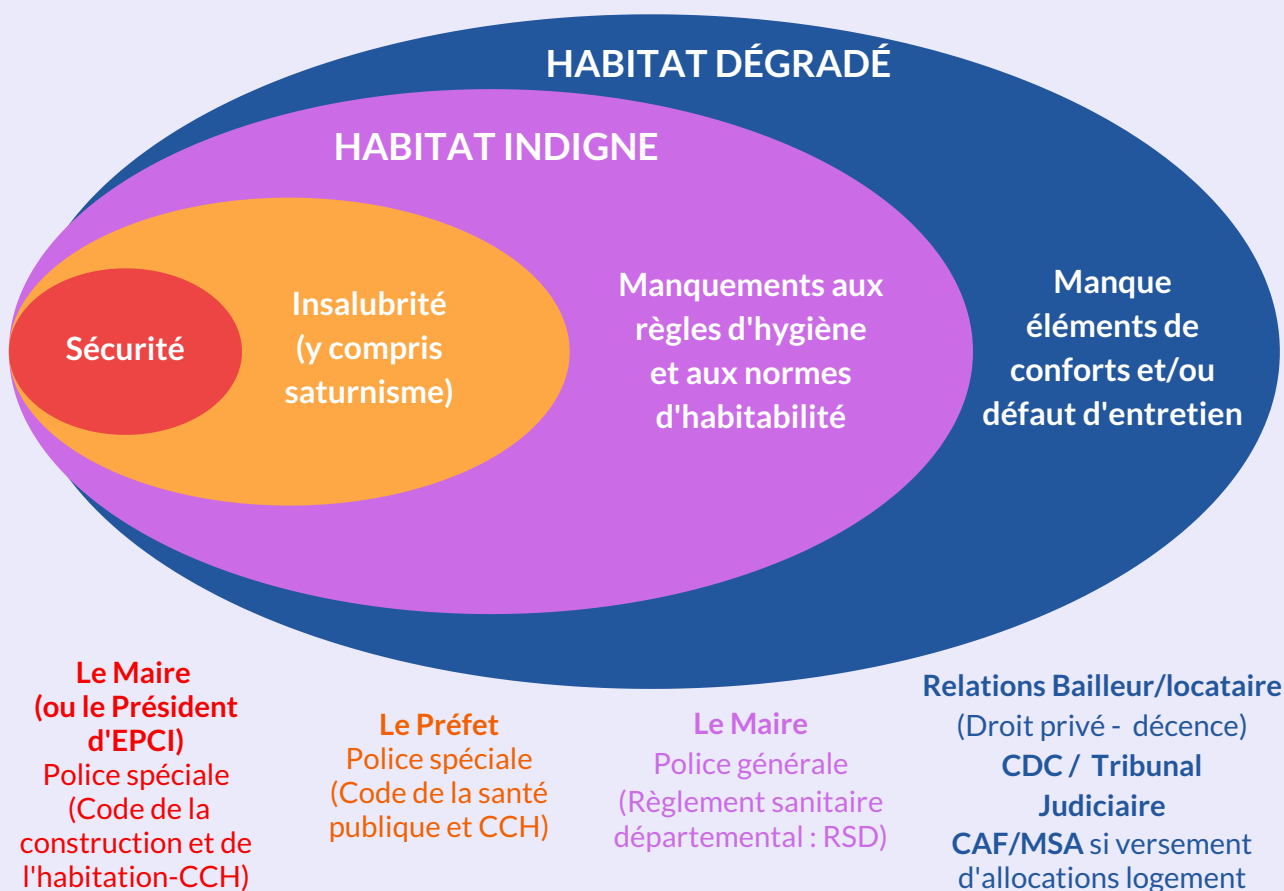 HABITAT DÉGRADÉ
HABITAT INDIGNE
Sécurité
Insalubrité
(y compris
saturnisme)
Manquements aux
règles d'hygiène
et aux normes
d'habitabilité
Manque
éléments de
conforts et/ou
défaut d'entretien
Le Maire
(ou le Président
d'EPCI)
Police spéciale
(Code de la
construction et de
l'habitation-CCH)
Le Préfet
Police spéciale
(Code de la santé
publique et CCH)
Le Maire
Police générale
(Règlement sanitaire
départemental : RSD)
Relations Bailleur/locataire
(Droit privé - décence)
CDC / Tribunal
Judiciaire
CAF/MSA si versement
d'allocations logement